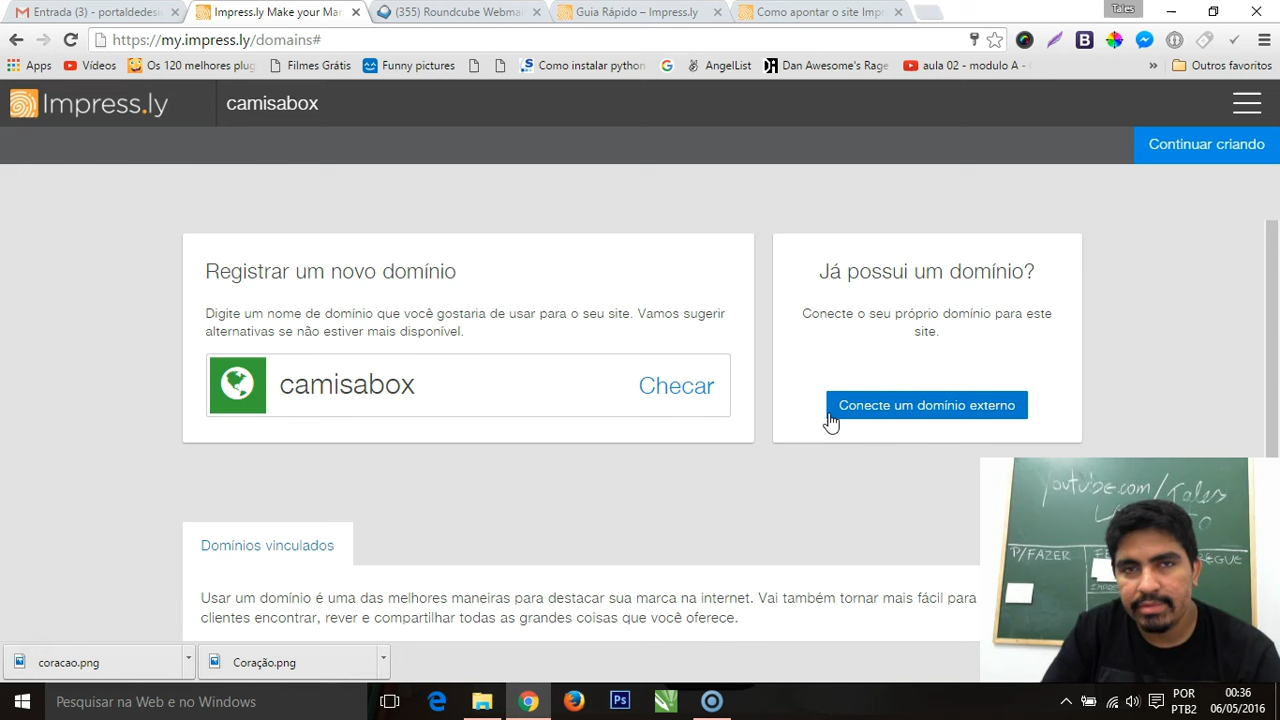 Entrada (3) - portaldedesi
Impress.ly Make your Mar
(355) Roundcube Webma
Guia Rápido – Impress.ly
Como apontar o site Imp
Tales
https://my.impress.ly/domains#
Apps
Vídeos
Os 120 melhores plug
Filmes Grátis
Funny pictures
Como instalar python
AngelList
Dan Awesome's Rage
aula 02 - modulo A -
Outros favoritos
Impress.ly
camisabox
Continuar criando
Registrar um novo domínio
Digite um nome de domínio que você gostaria de usar para o seu site. Vamos sugerir
alternativas se não estiver mais disponível.
camisabox
Checar
Já possui um domínio?
Conecte o seu próprio domínio para este
site.
Conecte um domínio externo
Domínios vinculados
Usar um domínio é uma das melhores maneiras para destacar sua marca na internet. Vai também tornar mais fácil para
clientes encontrar, rever e compartilhar todas as grandes coisas que você oferece.
Youtube.com/Tales
P/FAZER
coracao.png
Coração.png
Pesquisar na Web e no Windows
Ps
POR
PTB2
00:36
06/05/2016